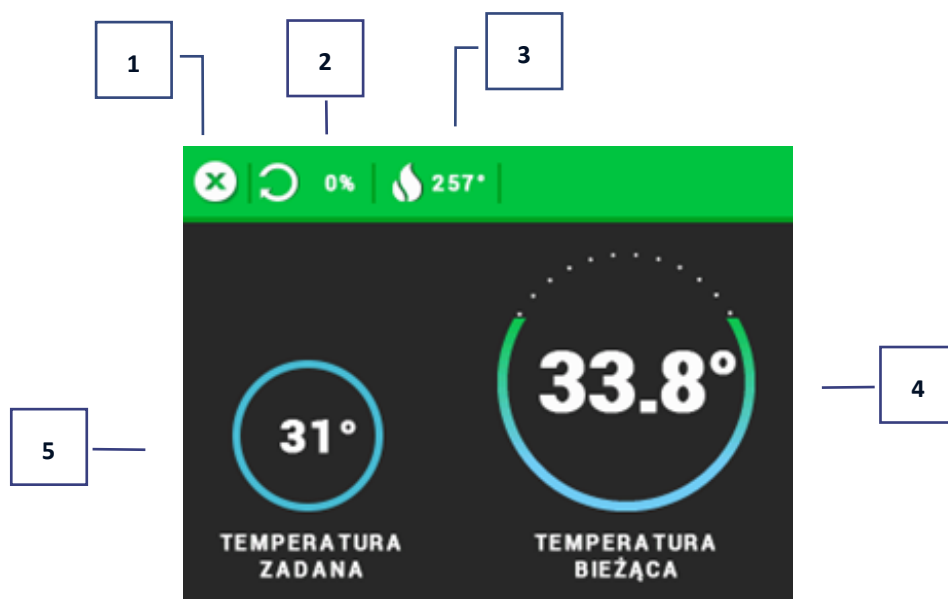 1
2
3
0%
257°
33.8°
4
31°
5
TEMPERATURA
ZADANA
TEMPERATURA
BIEŻĄCA